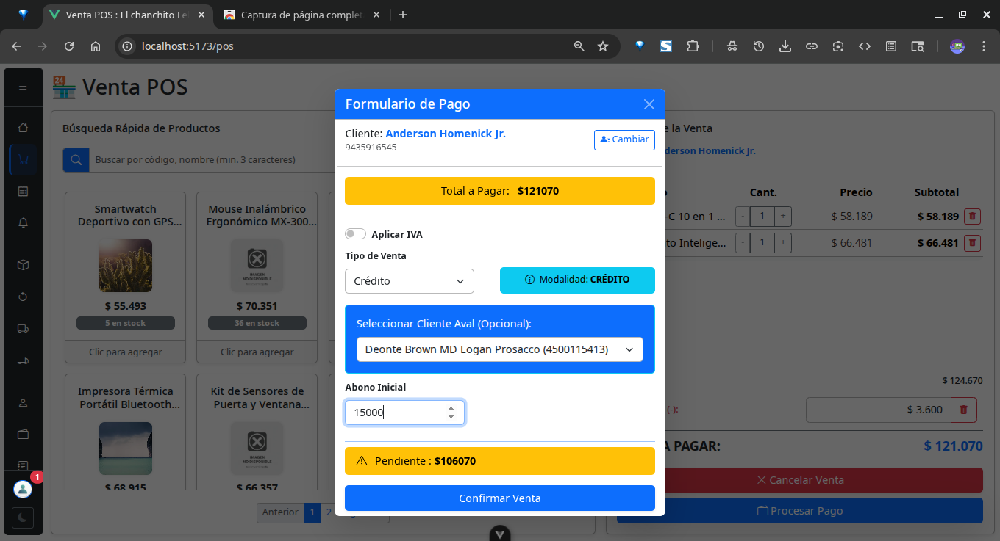 Venta POS : El chanchito Fe
Captura de página complet
localhost:5173/pos
Venta POS
Búsqueda Rápida de Productos
Buscar por código, nombre (min. 3 caracteres)
Smartwatch
Deportivo con GPS...
$ 55.493
5 en stock
Clic para agregar
Mouse Inalámbrico
Ergonómico MX-300...
IMAGEN
NO DISPONIBLE
$ 70.351
36 en stock
Clic para agregar
Impresora Térmica
Portátil Bluetooth...
$ 68.915
Kit de Sensores de
Puerta y Ventana...
IMAGEN
NO DISPONIBLE
$ 66.357
Anterior 1 2
1
Formulario de Pago
Cliente: Anderson Homenick Jr.
9435916545
Cambiar
Total a Pagar: $121070
Aplicar IVA
Tipo de Venta
Crédito
Modalidad: CRÉDITO
Seleccionar Cliente Aval (Opcional):
Deonte Brown MD Logan Prosacco (4500115413)
Abono Inicial
15000
Pendiente : $106070
Confirmar Venta
e la Venta
derson Homenick Jr.
o Cant. Precio Subtotal
-C 10 en 1 ... - 1 + $ 58.189 $ 58.189
to Intelige... - 1 + $ 66.481 $ 66.481
$ 124.670
(-): $ 3.600
A PAGAR: $ 121.070
Cancelar Venta
Procesar Pago